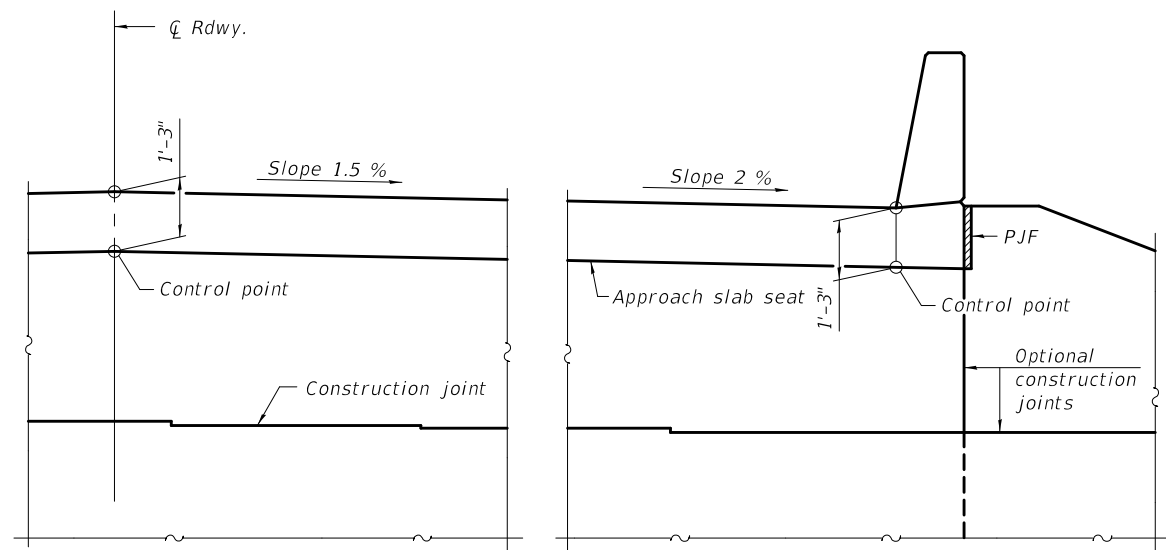 ℄ Rdwy.
1'-3"
Slope 1.5 %
Control point
Construction joint
Slope 2 %
PJF
Approach slab seat
1'-3"
Control point
Optional
construction
joints